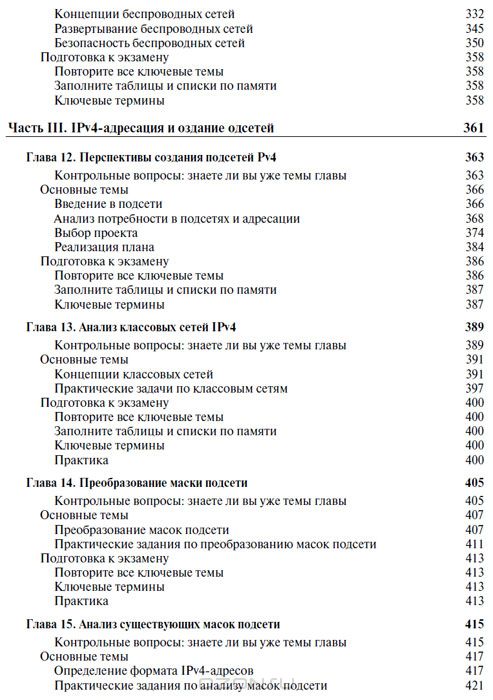 Концепции беспроводных сетей 332
Развертывание беспроводных сетей 345
Безопасность беспроводных сетей 350
Подготовка к экзамену 358
Повторите все ключевые темы 358
Заполните таблицы и списки по памяти 358
Ключевые термины 358
Часть III. IPv4-адресация и оздание одсетей 361
Глава 12. Перспективы создания подсетей Pv4 363
Контрольные вопросы: знаете ли вы уже темы главы 363
Основные темы 366
Введение в подсети 366
Анализ потребности в подсетях и адресации 368
Выбор проекта 374
Реализация плана 384
Подготовка к экзамену 386
Повторите все ключевые темы 386
Заполните таблицы и списки по памяти 387
Ключевые термины 387
Глава 13. Анализ классовых сетей IPv4 389
Контрольные вопросы: знаете ли вы уже темы главы 389
Основные темы 391
Концепции классовых сетей 391
Практические задачи по классовым сетям 397
Подготовка к экзамену 400
Повторите все ключевые темы 400
Заполните таблицы и списки по памяти 400
Ключевые термины 400
Практика 400
Глава 14. Преобразование маски подсети 405
Контрольные вопросы: знаете ли вы уже темы главы 405
Основные темы 407
Преобразование масок подсети 407
Практические задания по преобразованию масок подсети 411
Подготовка к экзамену 413
Повторите все ключевые темы 413
Ключевые термины 413
Практика 413
Глава 15. Анализ существующих масок подсети 415
Контрольные вопросы: знаете ли вы уже темы главы 415
Основные темы 417
Определение формата IPv4-адресов 417
Практические задания по анализу масок подсети 421
OZON.RU